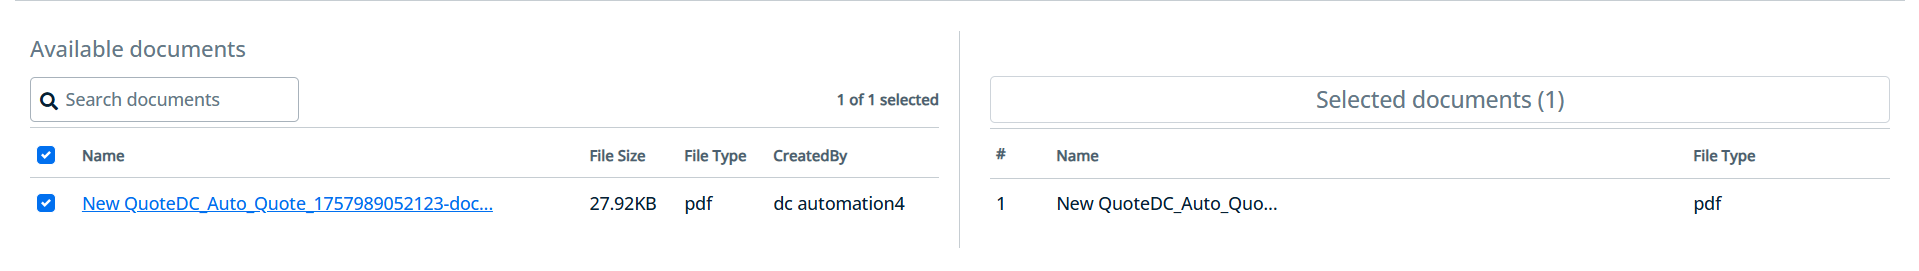 Available documents
Search documents
1 of 1 selected
Name File Size File Type CreatedBy
New QuoteDC_Auto_Quote_1757989052123-doc... 27.92KB pdf dc automation4
Selected documents (1)
# Name File Type
1 New QuoteDC_Auto_Quo... pdf